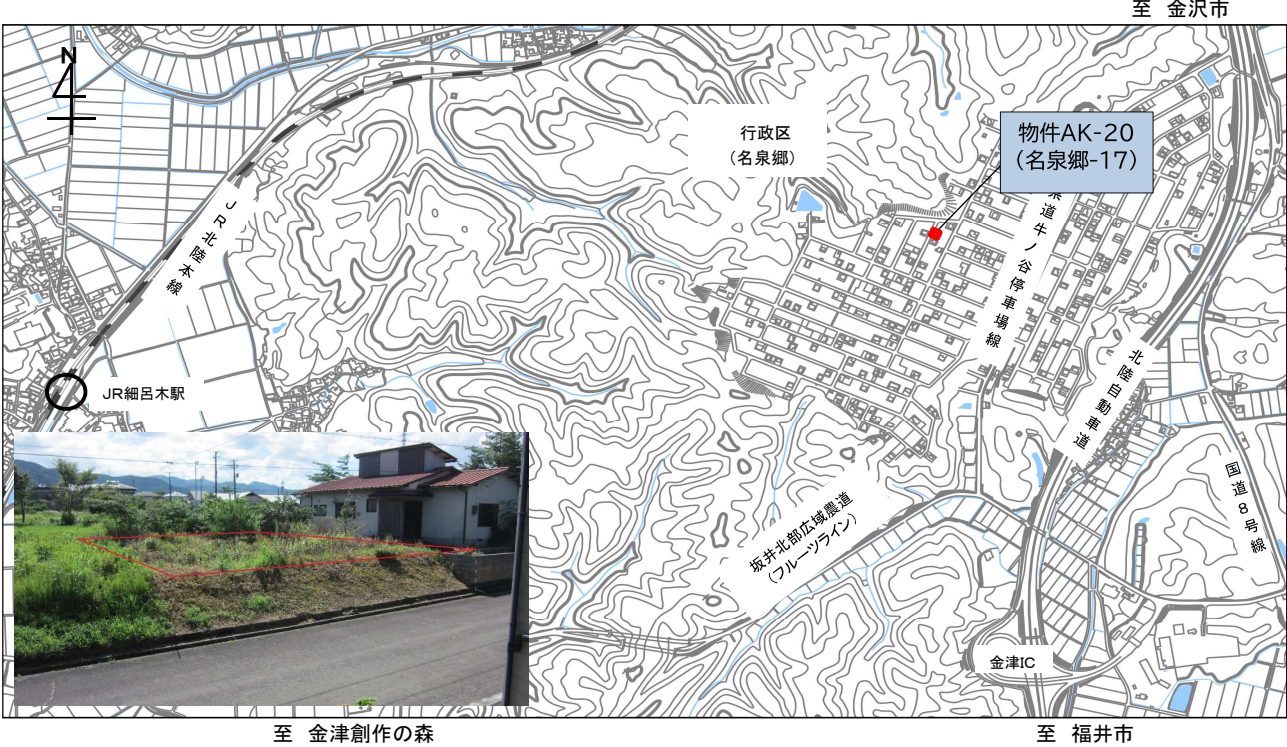 至 金沢市
N
行政区
（名泉郷）
物件AK-20
（名泉郷-17）
県道牛ノ谷停車場線
JR北陸本線
JR細呂木駅
北陸自動車道
国道8号線
坂井北部広域農道
（フルーツライン）
金津IC
至 金津創作の森
至 福井市